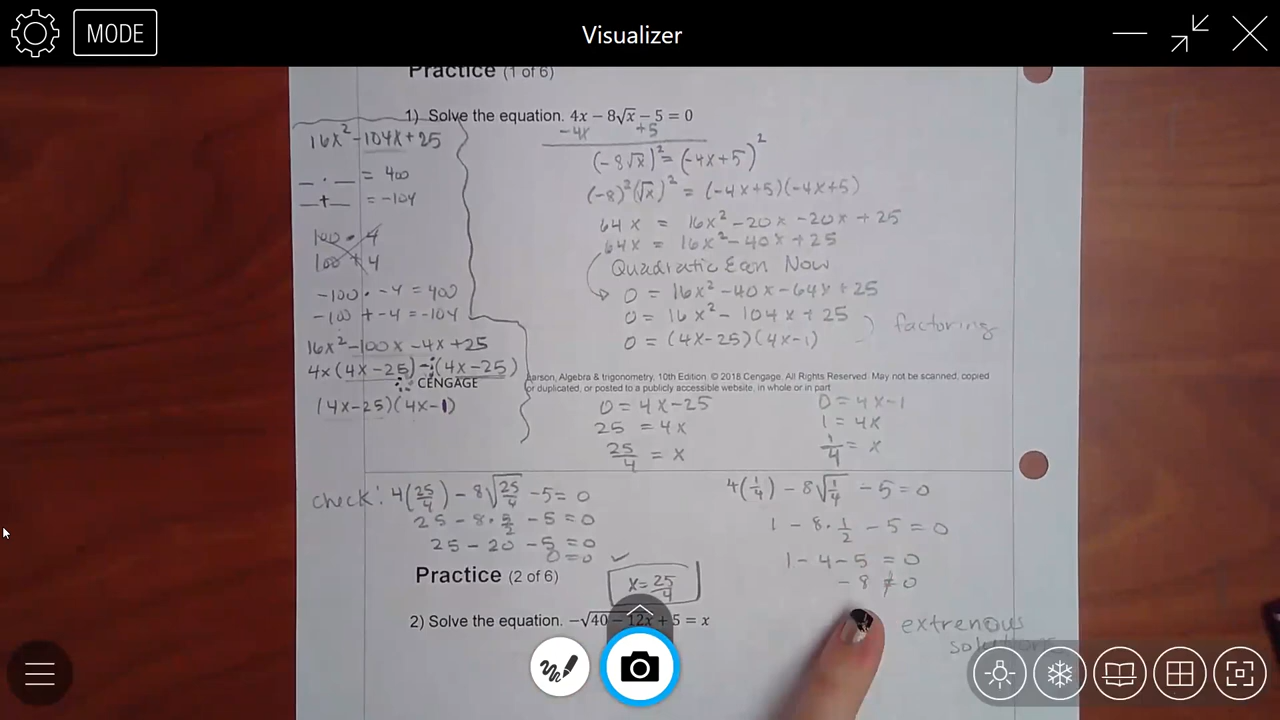 MODE
Visualizer
Practice (1 of 6)
1) Solve the equation. 4x − 8√x − 5 = 0
-4x +5
(-8√x)² = (-4x+5)²
(-8)²(√x)² = (-4x+5)(-4x+5)
64x = 16x² -20x -20x +25
64x = 16x² -40x +25
Quadratic Eqn Now
0 = 16x² -40x -64x +25
0 = 16x² - 104x + 25
factoring
0 = (4x-25)(4x-1)
16x² -104x +25
_ · _ = 400
_ + _ = -104
100 · 4
100 + 4
-100 · -4 = 400
-100 + -4 = -104
16x² -100x -4x +25
4x(4x-25) -1(4x-25)
CENGAGE
(4x-25)(4x-1)
arson, Algebra & trigonometry, 10th Edition. © 2018 Cengage. All Rights Reserved. May not be scanned, copied
or duplicated, or posted to a publicly accessible website, in whole or in part
0 = 4x-25
25 = 4x
25/4 = x
0 = 4x-1
1 = 4x
1/4 = x
check: 4(25/4) - 8√25/4 -5 = 0
25 - 8·5/2 -5 = 0
25 - 20 - 5 = 0
0 = 0 ✓
x = 25/4
4(1/4) - 8√1/4 - 5 = 0
1 - 8·1/2 - 5 = 0
1 - 4 - 5 = 0
-8 ≠ 0
extrenous
solutions
Practice (2 of 6)
2) Solve the equation. −√40 − 12x + 5 = x